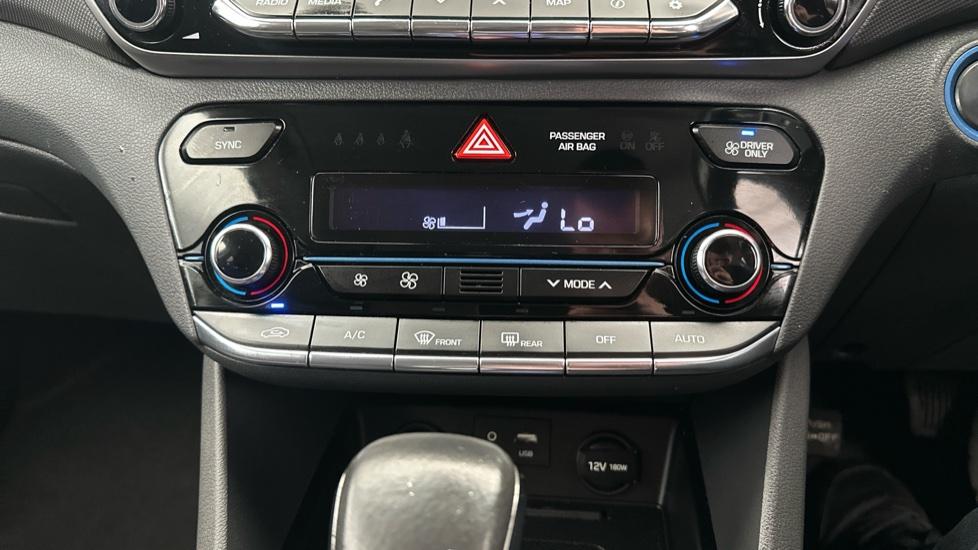 RADIO MEDIA MAP
SYNC
PASSENGER AIR BAG ON OFF
DRIVER ONLY
Lo
MODE
A/C FRONT REAR OFF AUTO
USB
12V 180W